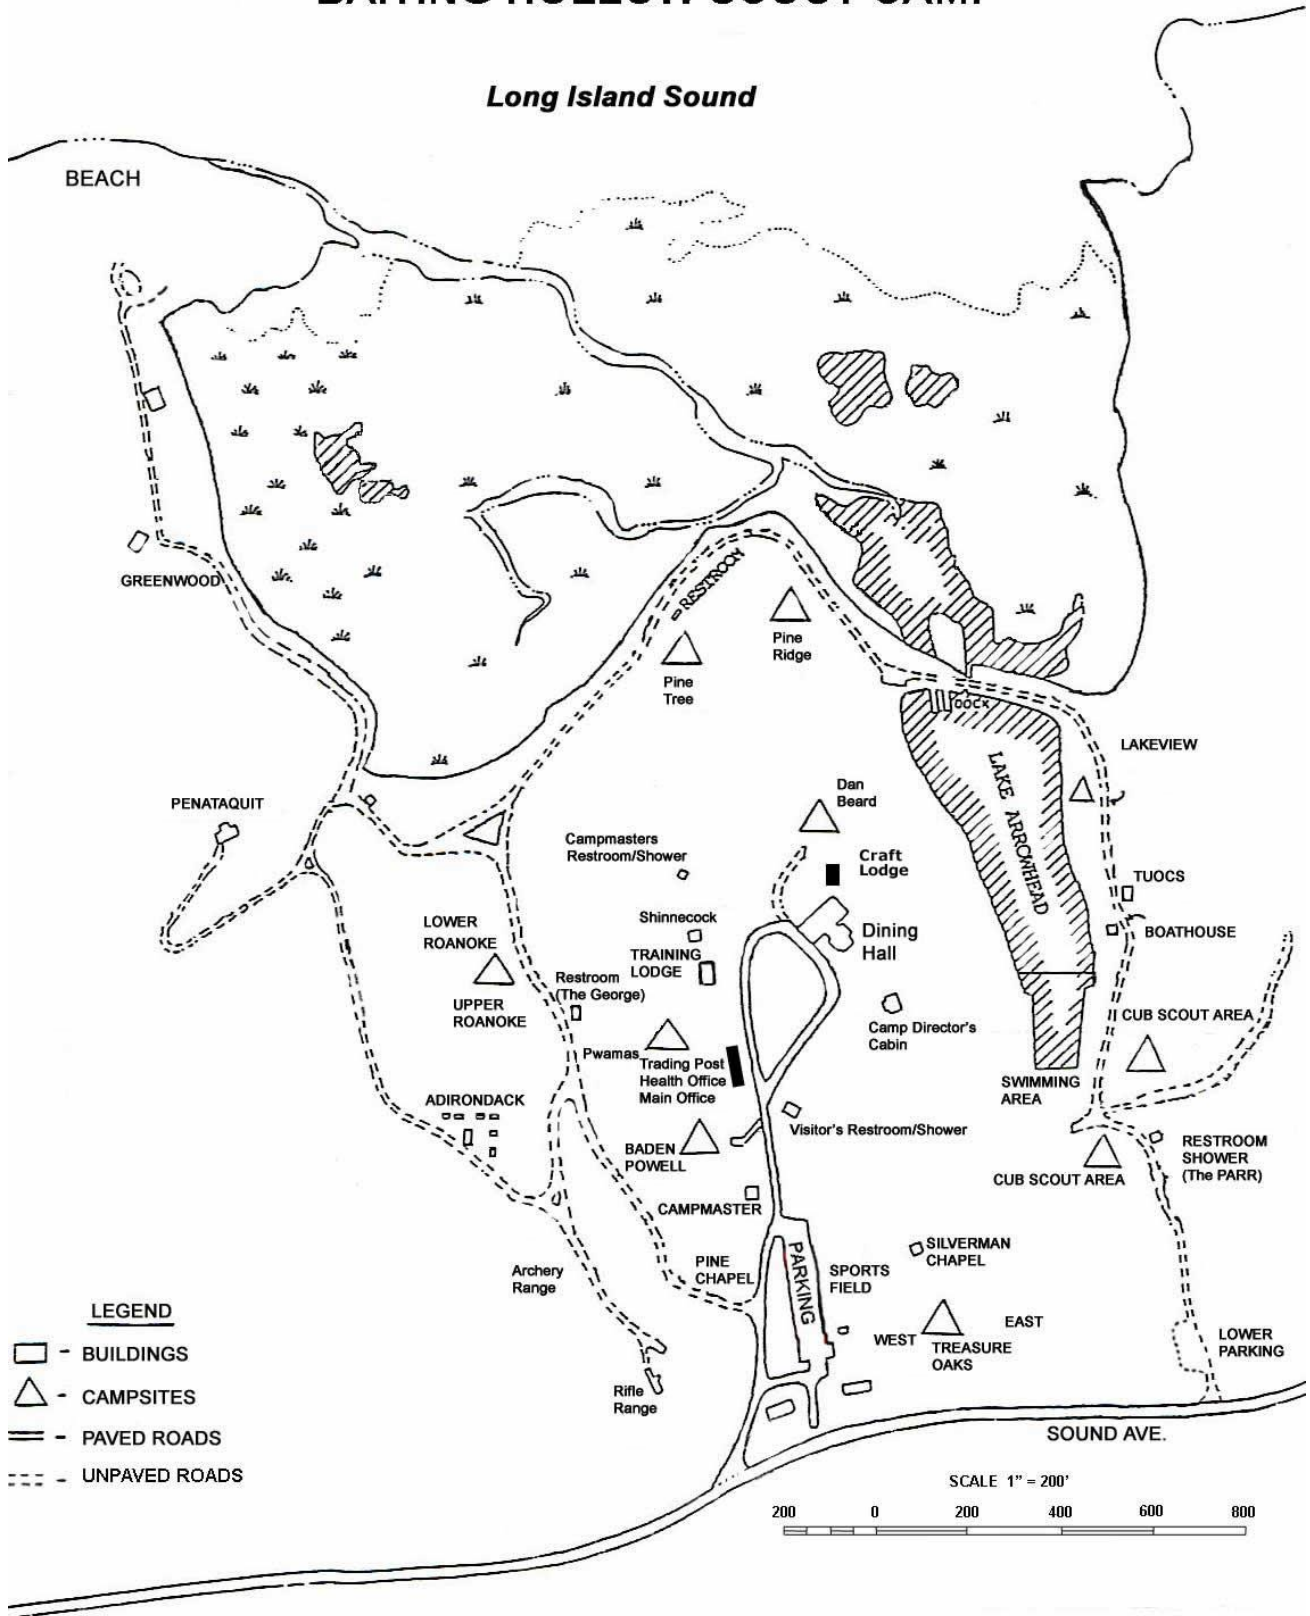 BAITING HOLLOW SCOUT CAMP
Long Island Sound
BEACH
GREENWOOD
RESTROOM
Pine
Ridge
Pine
Tree
DOCK
LAKEVIEW
LAKE ARROWHEAD
PENATAQUIT
Dan
Beard
Campmasters
Restroom/Shower
Craft
Lodge
TUOCS
LOWER
ROANOKE
Shinnecock
Dining
Hall
BOATHOUSE
TRAINING
LODGE
Restroom
(The George)
UPPER
ROANOKE
Camp Director's
Cabin
CUB SCOUT AREA
Pwamas
Trading Post
Health Office
Main Office
SWIMMING
AREA
ADIRONDACK
Visitor's Restroom/Shower
BADEN
POWELL
RESTROOM
SHOWER
(The PARR)
CUB SCOUT AREA
CAMPMASTER
PARKING
SILVERMAN
CHAPEL
PINE
CHAPEL
SPORTS
FIELD
Archery
Range
EAST
WEST
TREASURE
OAKS
LOWER
PARKING
Rifle
Range
LEGEND
- BUILDINGS
- CAMPSITES
- PAVED ROADS
- UNPAVED ROADS
SOUND AVE.
SCALE 1" = 200'
200 0 200 400 600 800